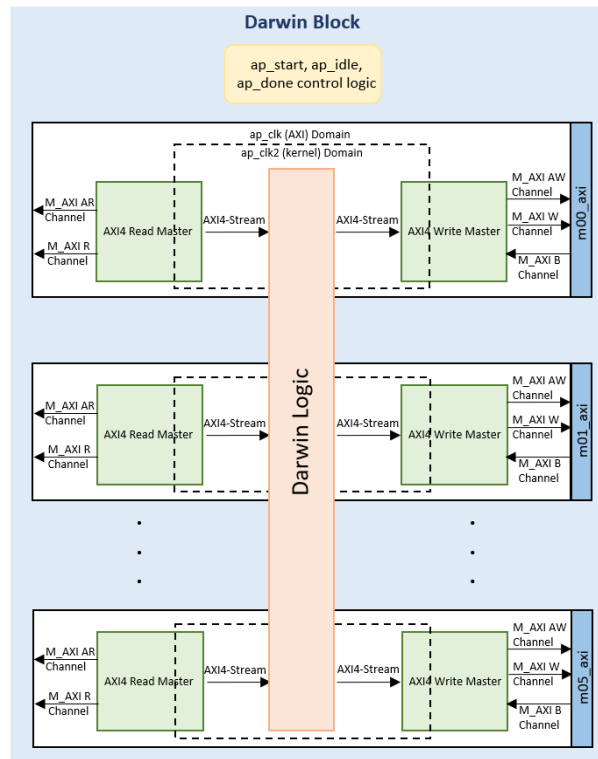 Darwin Block
ap_start, ap_idle,
ap_done control logic
ap_clk (AXI) Domain
ap_clk2 (kernel) Domain
M_AXI AR
Channel
M_AXI R
Channel
AXI4 Read Master
AXI4-Stream
AXI4-Stream
AXI4 Write Master
M_AXI AW
Channel
M_AXI W
Channel
M_AXI B
Channel
m00_axi
Darwin Logic
M_AXI AR
Channel
M_AXI R
Channel
AXI4 Read Master
AXI4-Stream
AXI4-Stream
AXI4 Write Master
M_AXI AW
Channel
M_AXI W
Channel
M_AXI B
Channel
m01_axi
M_AXI AR
Channel
M_AXI R
Channel
AXI4 Read Master
AXI4-Stream
AXI4-Stream
AXI4 Write Master
M_AXI AW
Channel
M_AXI W
Channel
M_AXI B
Channel
m05_axi